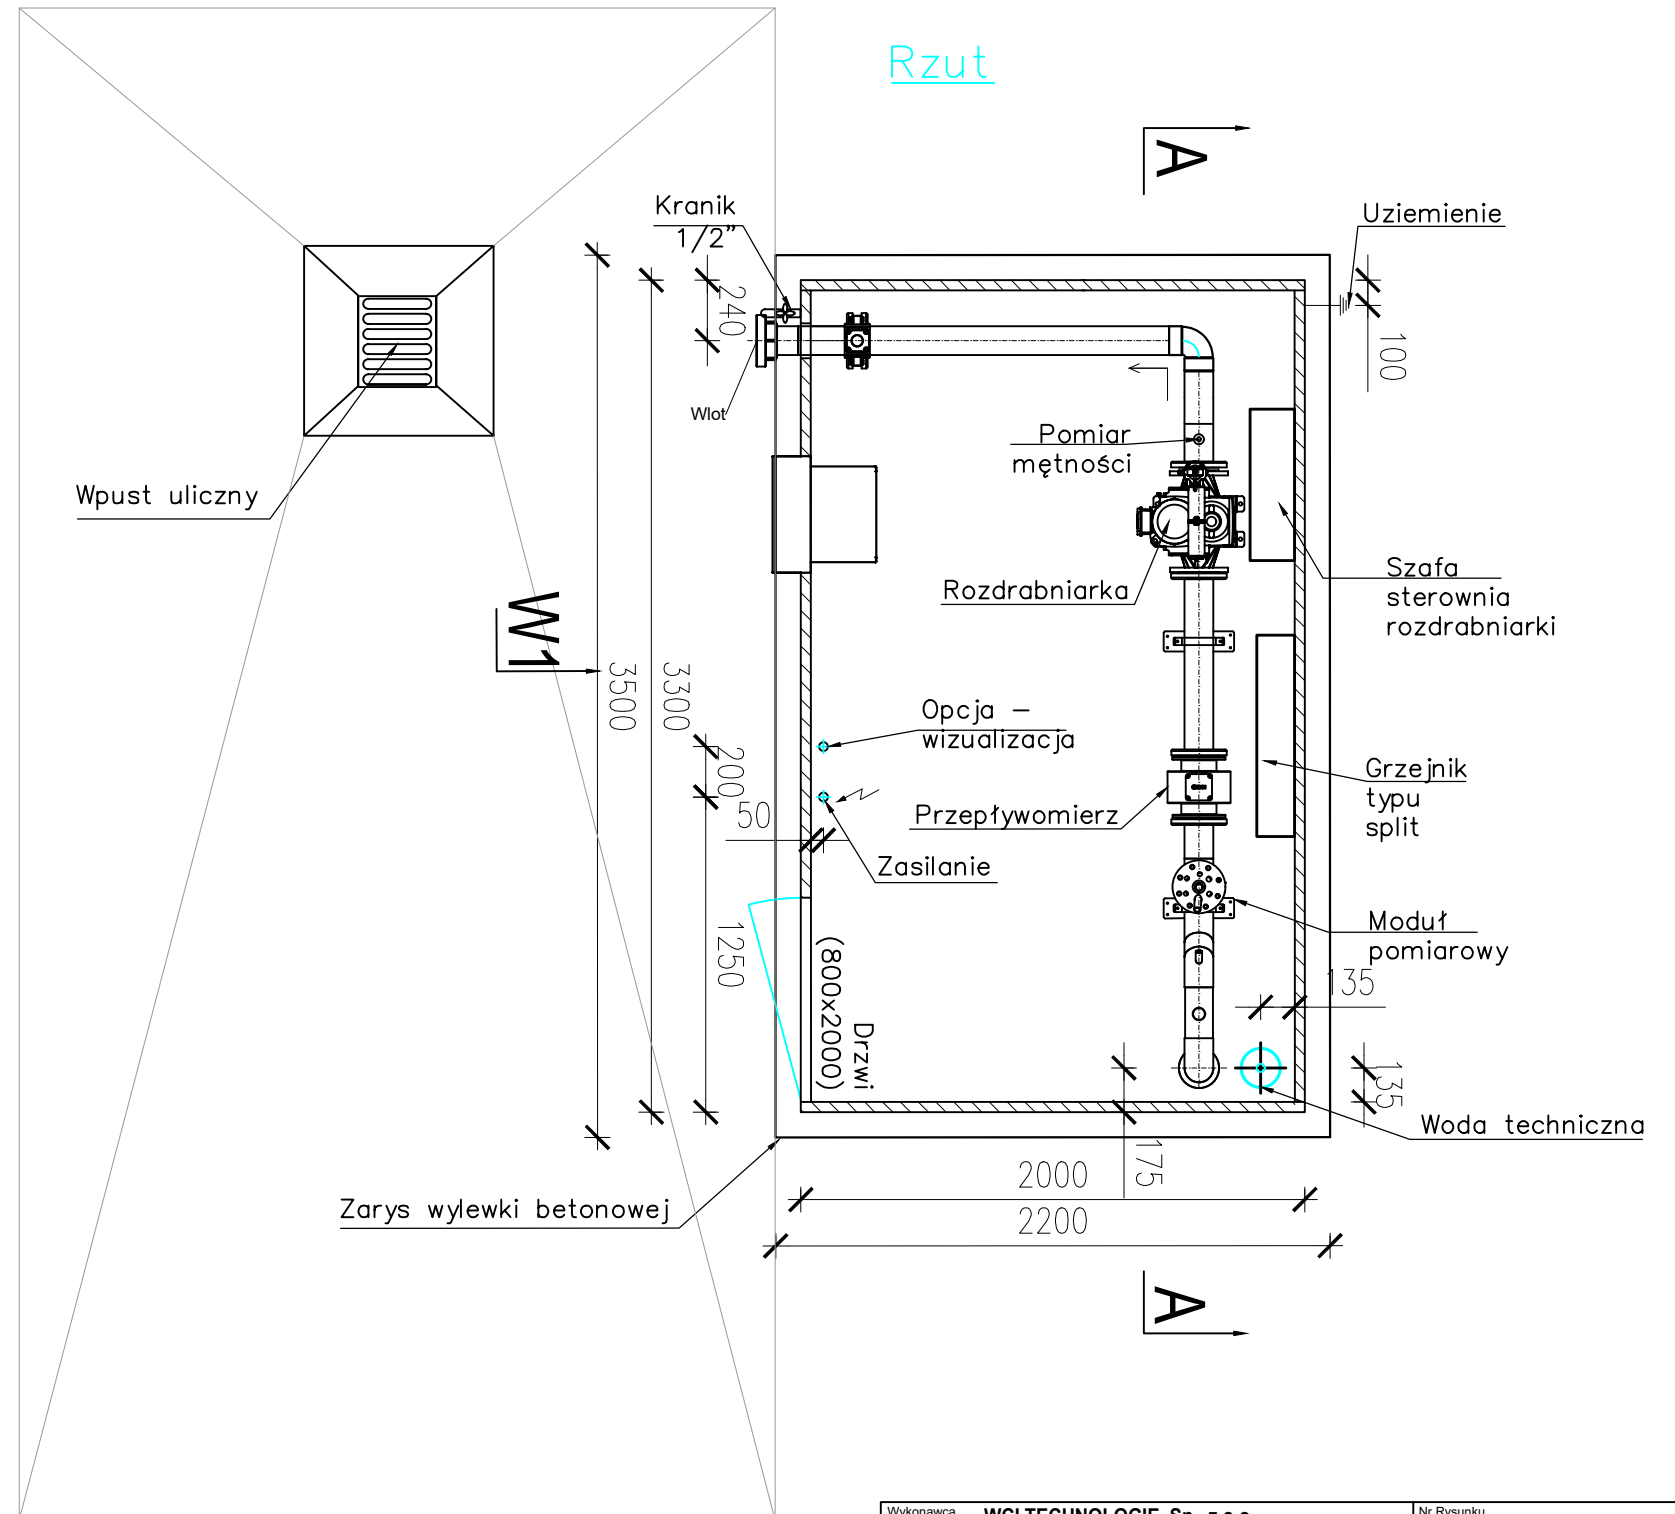 Rzut
A
Kranik
1/2"
Uziemienie
240
100
Wlot
Pomiar
mętności
Wpust uliczny
Rozdrabniarka
Szafa
sterownia
rozdrabniarki
W1
3500
3300
200
Opcja –
wizualizacja
50
Przepływomierz
Grzejnik
typu
split
Zasilanie
1250
Drzwi
(800x2000)
Moduł
pomiarowy
135
135
Woda techniczna
175
2000
2200
Zarys wylewki betonowej
A
Wykonawca
Nr Rysunku